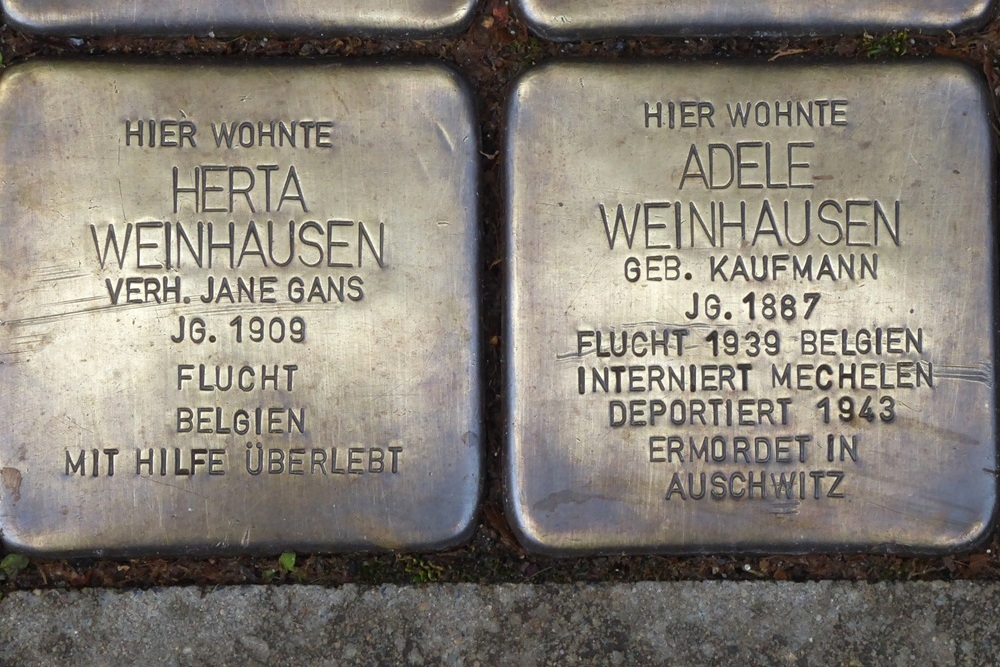 HIER WOHNTE
HERTA
WEINHAUSEN
VERH. JANE GANS
JG. 1909
FLUCHT
BELGIEN
MIT HILFE ÜBERLEBT
HIER WOHNTE
ADELE
WEINHAUSEN
GEB. KAUFMANN
JG. 1887
FLUCHT 1939 BELGIEN
INTERNIERT MECHELEN
DEPORTIERT 1943
ERMORDET IN
AUSCHWITZ